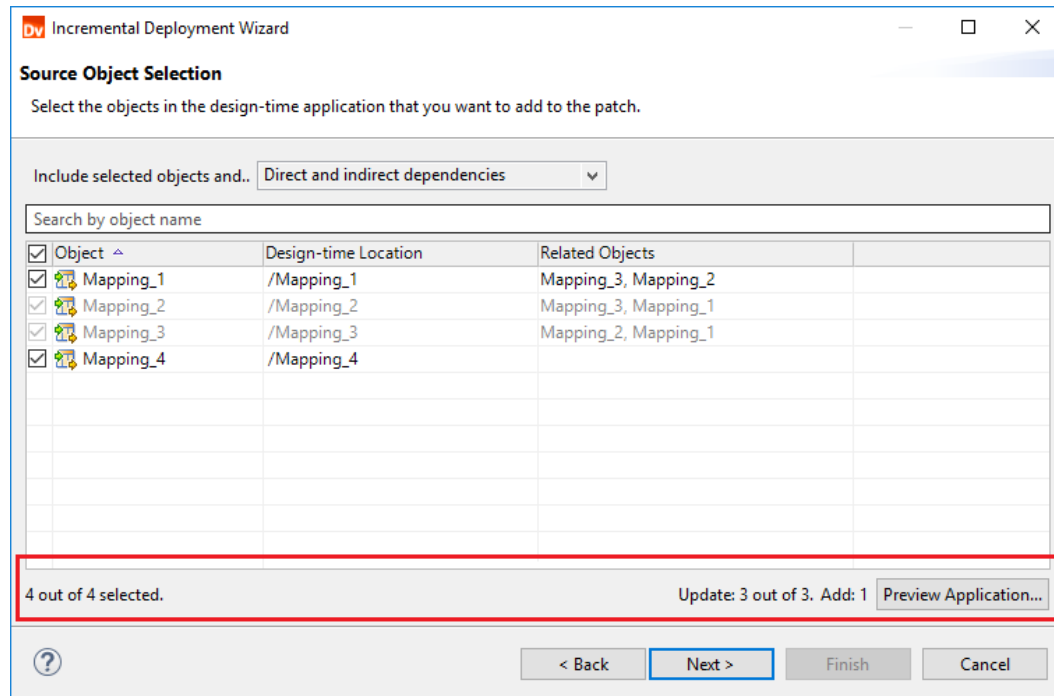 Dv Incremental Deployment Wizard
Source Object Selection
Select the objects in the design-time application that you want to add to the patch.
Include selected objects and.. Direct and indirect dependencies
Search by object name
Object Design-time Location Related Objects
Mapping_1 /Mapping_1 Mapping_3, Mapping_2
Mapping_2 /Mapping_2 Mapping_3, Mapping_1
Mapping_3 /Mapping_3 Mapping_2, Mapping_1
Mapping_4 /Mapping_4
4 out of 4 selected. Update: 3 out of 3. Add: 1 Preview Application...
? < Back Next > Finish Cancel